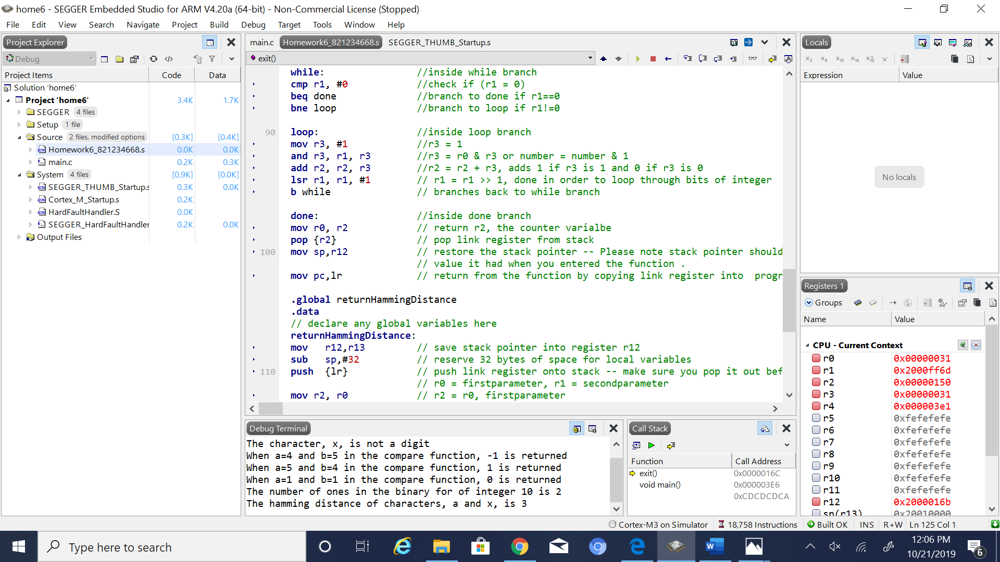 home6 - SEGGER Embedded Studio for ARM V4.20a (64-bit) - Non-Commercial License (Stopped)
File Edit View Search Navigate Project Build Debug Target Tools Window Help
Project Explorer
Debug
Project Items Code Data
Solution 'home6'
Project 'home6' 3.4K 1.7K
SEGGER 4 files
Setup 1 file
Source 2 files, modified options [0.3K] [0.4K]
Homework6_821234668.s 0.0K 0.0K
main.c 0.2K 0.3K
System 4 files [0.9K] [0.0K]
SEGGER_THUMB_Startup.s 0.3K 0.0K
Cortex_M_Startup.s 0.2K
HardFaultHandler.S 0.0K
SEGGER_HardFaultHandler 0.2K 0.0K
Output Files
main.c Homework6_821234668.s SEGGER_THUMB_Startup.s
exit()
while: //inside while branch
cmp r1, #0 //check if (r1 = 0)
beq done //branch to done if r1==0
bne loop //branch to loop if r1!=0
90 loop: //inside loop branch
mov r3, #1 //r3 = 1
and r3, r1, r3 //r3 = r0 & r3 or number = number & 1
add r2, r2, r3 //r2 = r2 + r3, adds 1 if r3 is 1 and 0 if r3 is 0
lsr r1, r1, #1 // r1 = r1 >> 1, done in order to loop through bits of integer
b while // branches back to while branch
done: //inside done branch
mov r0, r2 // return r2, the counter varialbe
pop {r2} // pop link register from stack
100 mov sp,r12 // restore the stack pointer -- Please note stack pointer should
// value it had when you entered the function .
mov pc,lr // return from the function by copying link register into progr
.global returnHammingDistance
.data
// declare any global variables here
returnHammingDistance:
mov r12,r13 // save stack pointer into register r12
sub sp,#32 // reserve 32 bytes of space for local variables
110 push {lr} // push link register onto stack -- make sure you pop it out bef
// r0 = firstparameter, r1 = secondparameter
mov r2, r0 // r2 = r0, firstparameter
Debug Terminal
The character, x, is not a digit
When a=4 and b=5 in the compare function, -1 is returned
When a=5 and b=4 in the compare function, 1 is returned
When a=1 and b=1 in the compare function, 0 is returned
The number of ones in the binary for of integer 10 is 2
The hamming distance of characters, a and x, is 3
Call Stack
Function Call Address
exit() 0x0000016C
void main() 0x000003E6
0xCDCDCDCA
Locals
x2 x8 x10 x16 x±10 'x'
Expression Value
No locals
Registers 1
Groups
Name Value
CPU - Current Context
r0 0x00000031
r1 0x2000ff6d
r2 0x00000150
r3 0x00000031
r4 0x000003e1
r5 0xfefefefe
r6 0xfefefefe
r7 0xfefefefe
r8 0xfefefefe
r9 0xfefefefe
r10 0xfefefefe
r11 0xfefefefe
r12 0x2000016b
sp(r13) 0x20010000
Cortex-M3 on Simulator 18,758 Instructions Built OK INS R+W Ln 125 Col 1
Type here to search
12:06 PM
10/21/2019
6